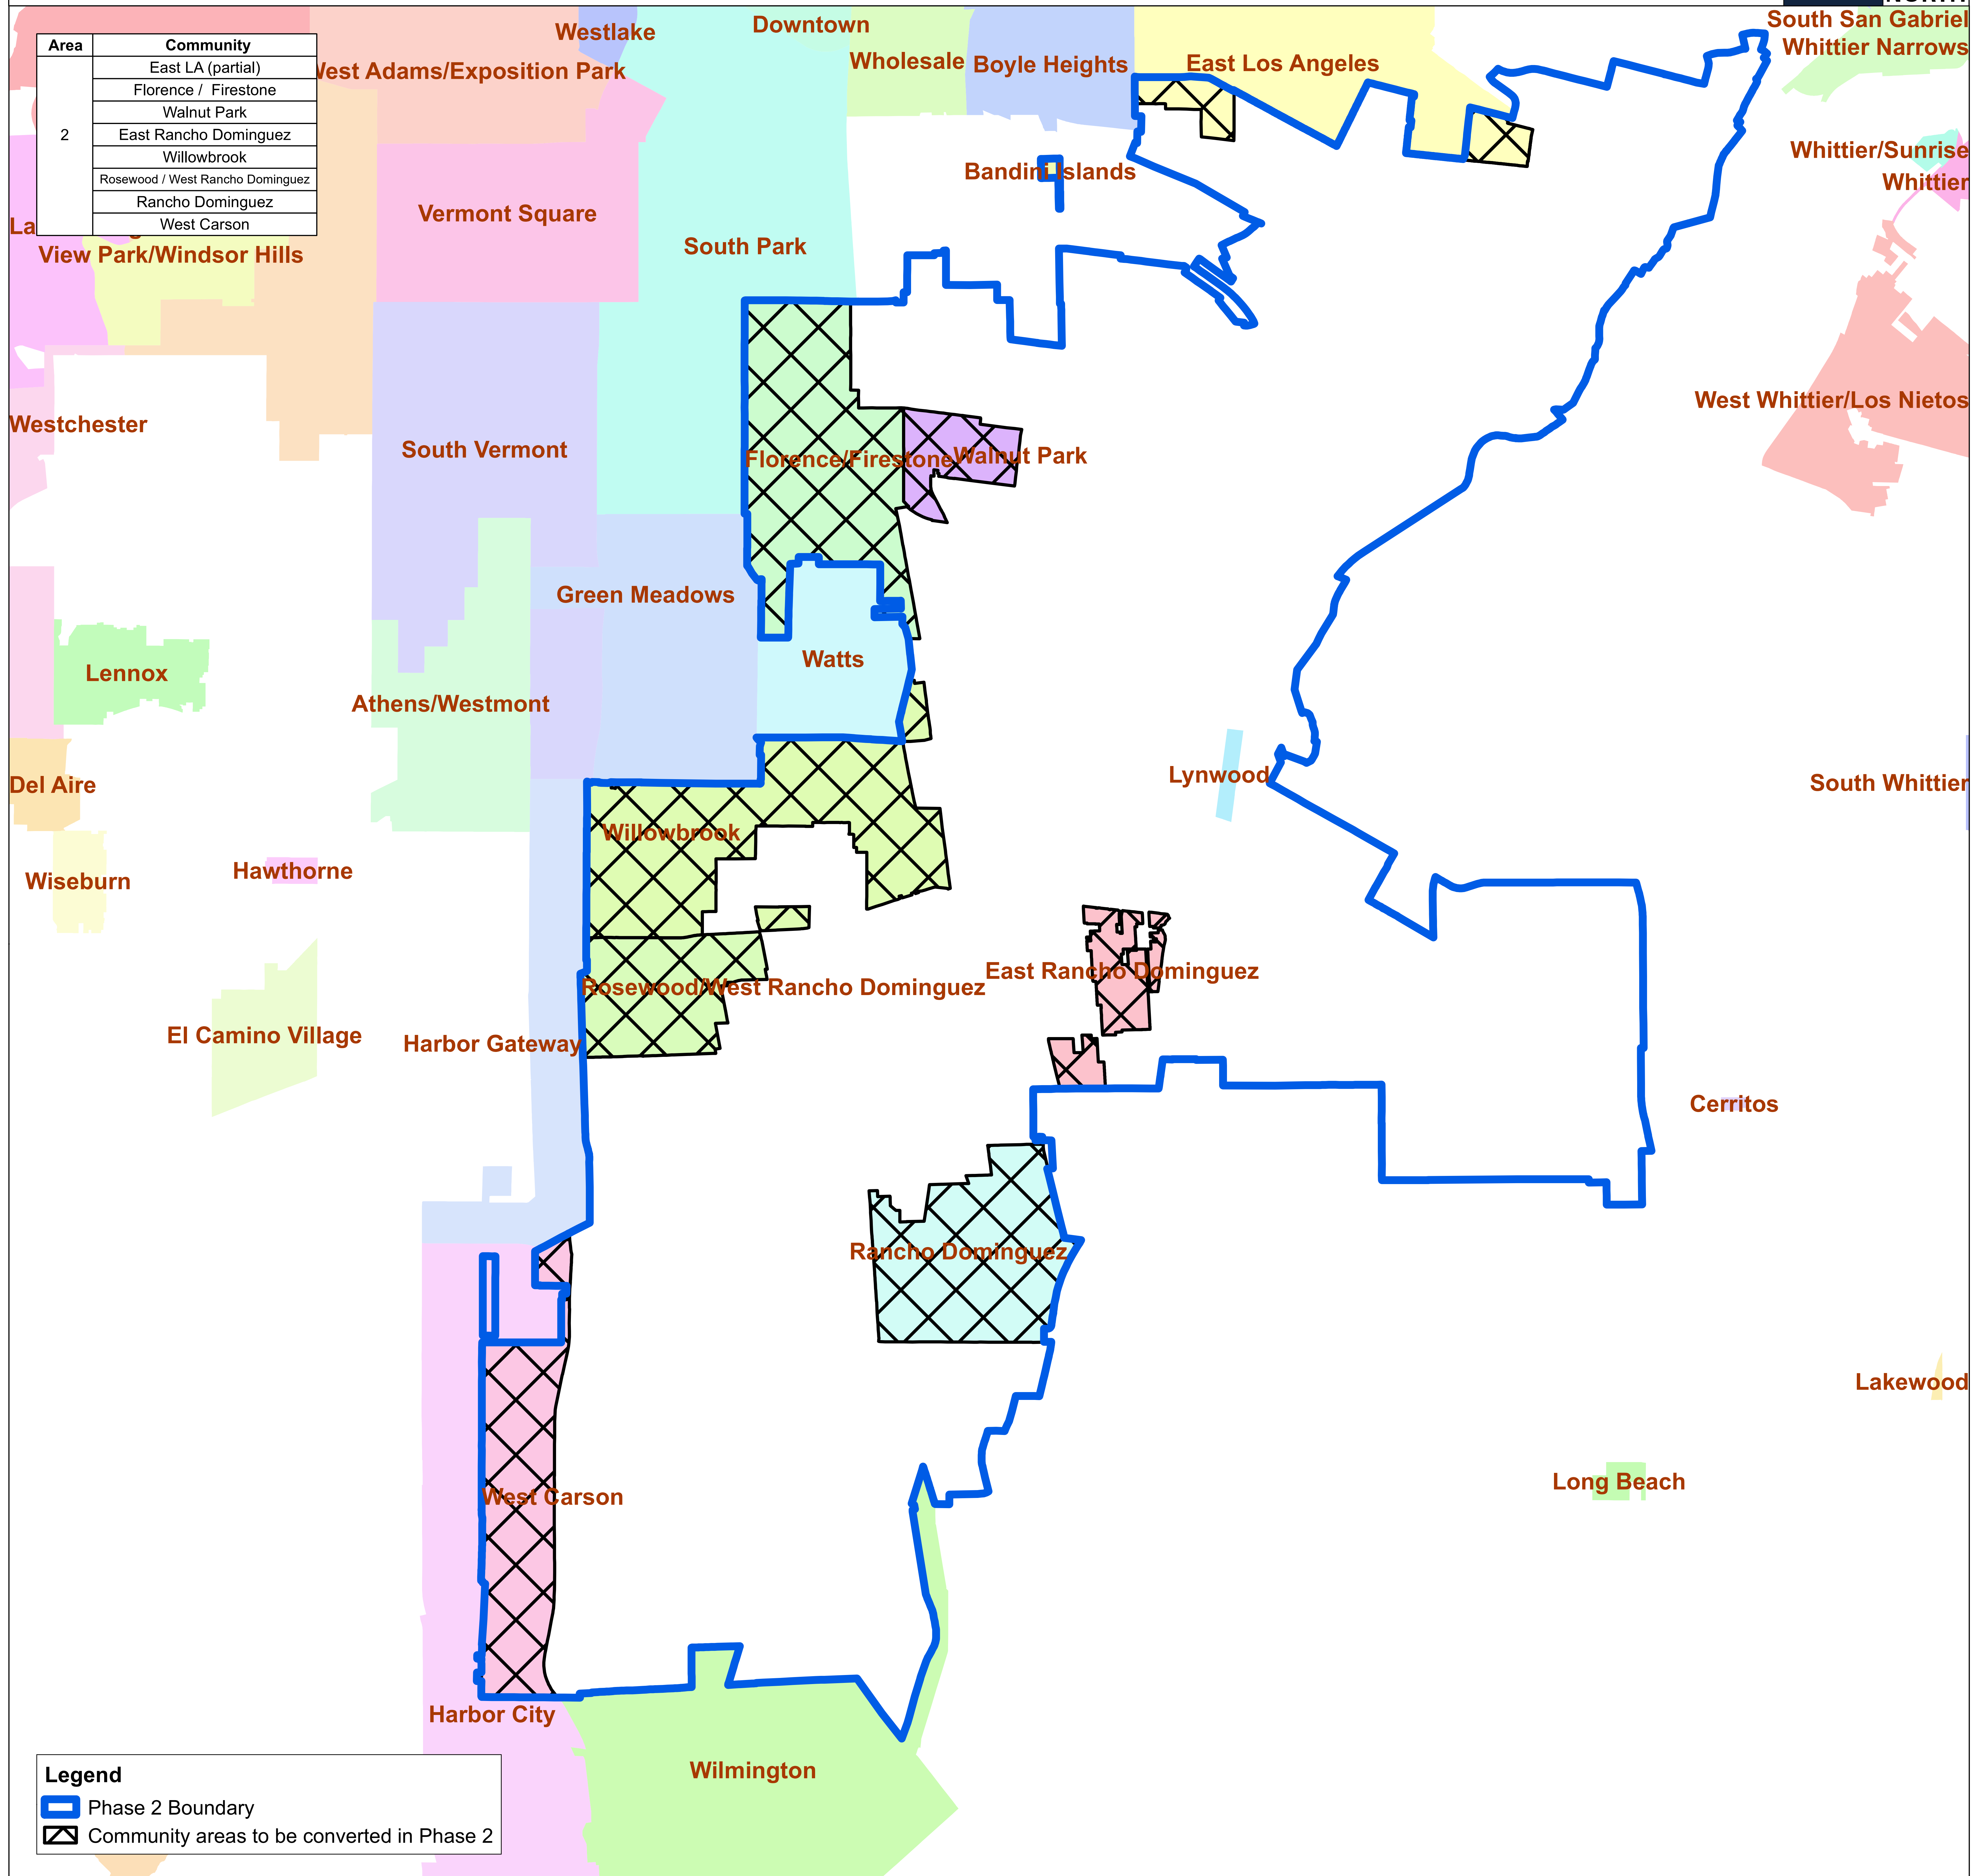 NORTH
South San Gabriel
Downtown
Westlake
Whittier Narrows
Area Community
2
East LA (partial)
Florence / Firestone
Walnut Park
East Rancho Dominguez
Willowbrook
Rosewood / West Rancho Dominguez
Rancho Dominguez
West Carson
West Adams/Exposition Park
Wholesale
Boyle Heights
East Los Angeles
Whittier/Sunrise
Bandini Islands
Whittier
Vermont Square
South Park
View Park/Windsor Hills
West Whittier/Los Nietos
Westchester
South Vermont
Florence/Firestone
Walnut Park
Green Meadows
Watts
Lennox
Athens/Westmont
Lynwood
Del Aire
South Whittier
Willowbrook
Hawthorne
Wiseburn
East Rancho Dominguez
Rosewood/West Rancho Dominguez
El Camino Village
Harbor Gateway
Cerritos
Rancho Dominguez
Lakewood
Long Beach
West Carson
Harbor City
Wilmington
Legend
Phase 2 Boundary
Community areas to be converted in Phase 2